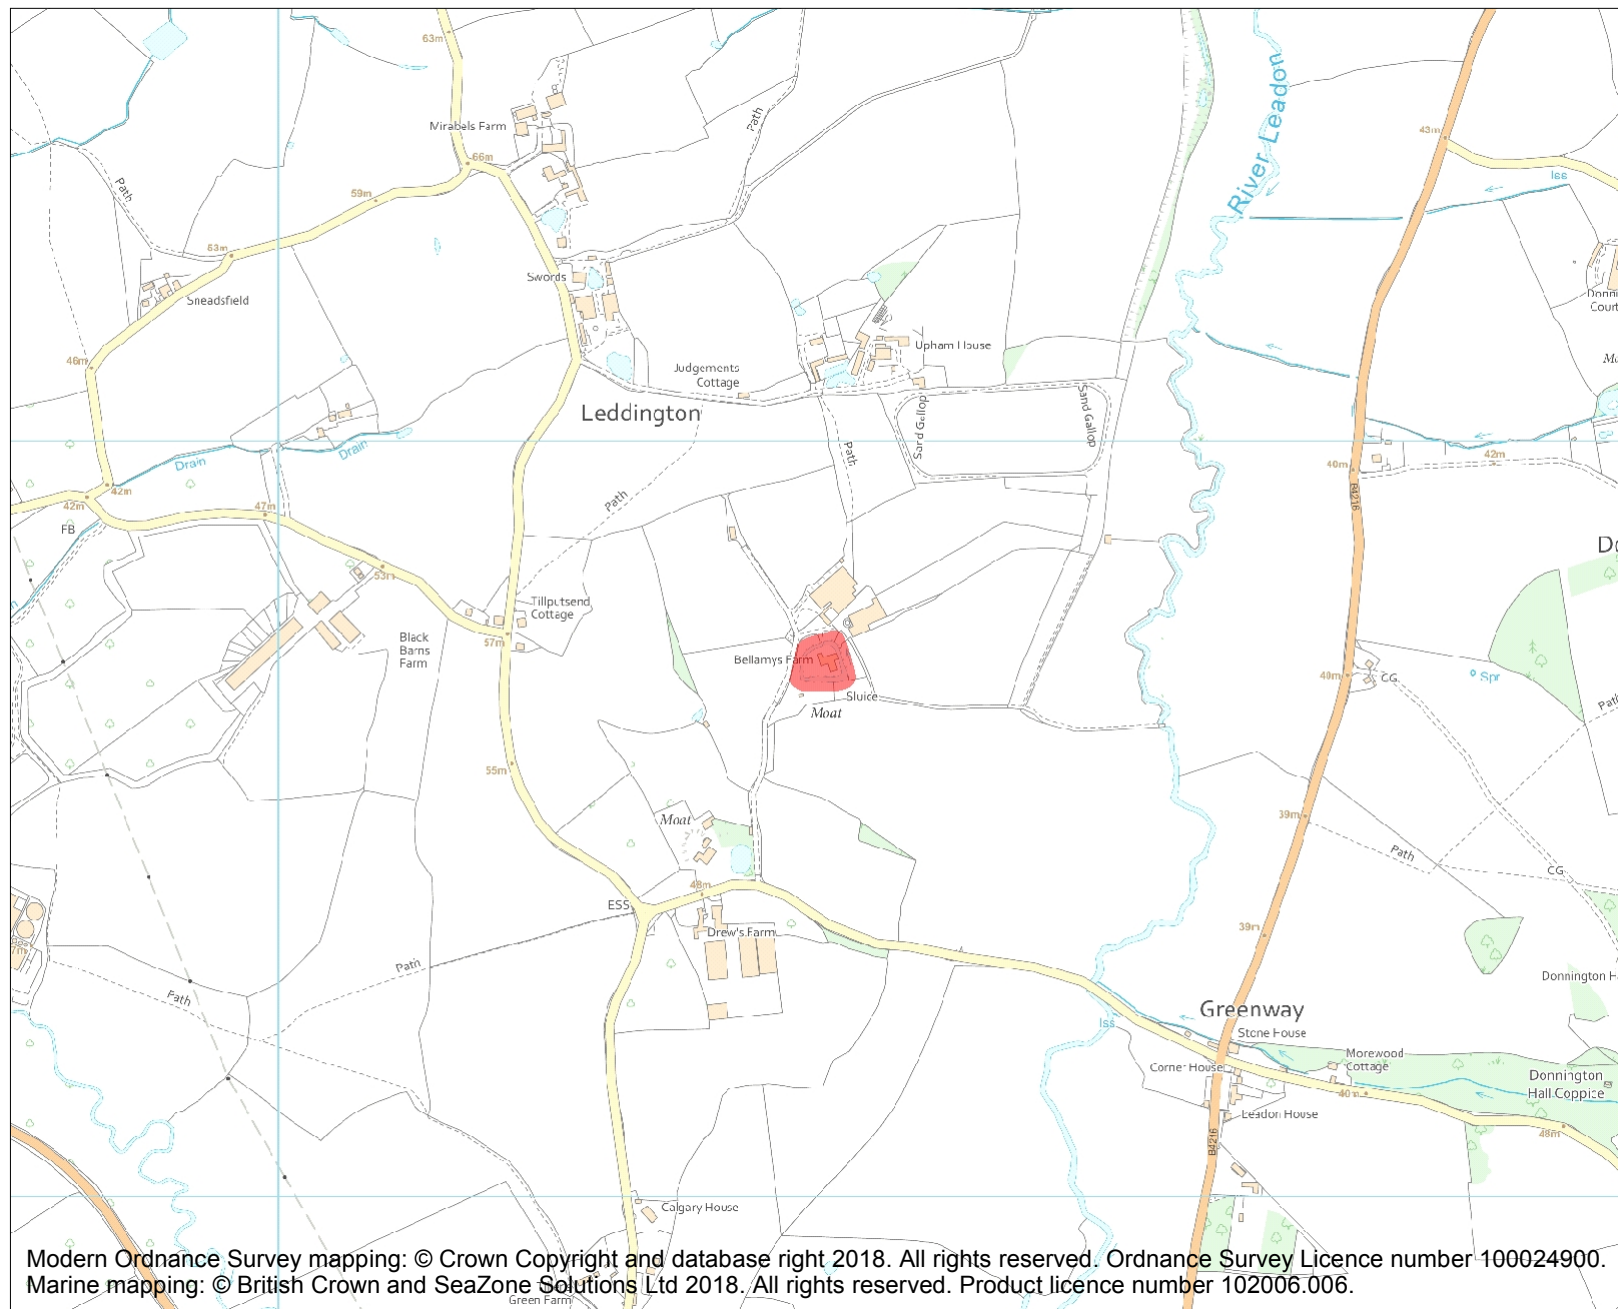 63m
Mirabels Farm
66m
Path
River Leadon
43m
Iss
Path
59m
63m
Sneadsfield
Swords
46m
Judgements
Cottage
Upham House
Leddington
Sand Gallop
Sand Gallop
Path
Drain
Drain
42m
42m
47m
FB
Path
40m
B4216
42m
53m
Tillputsend
Cottage
57m
Black
Barns
Farm
Bellamys Farm
Sluice
Moat
40m
CG
Spr
Path
55m
Moat
39m
Path
CG
ESS
48m
Drew's Farm
39m
Path
Path
Donnington H
Greenway
Iss
Stone House
Corner House
Morewood
Cottage
40m
Leadon House
Donnington
Hall Coppice
48m
B4216
Calgary House
Green Farm
Modern Ordnance Survey mapping: © Crown Copyright and database right 2018. All rights reserved. Ordnance Survey Licence number 100024900.
Marine mapping: © British Crown and SeaZone Solutions Ltd 2018. All rights reserved. Product licence number 102006.006.